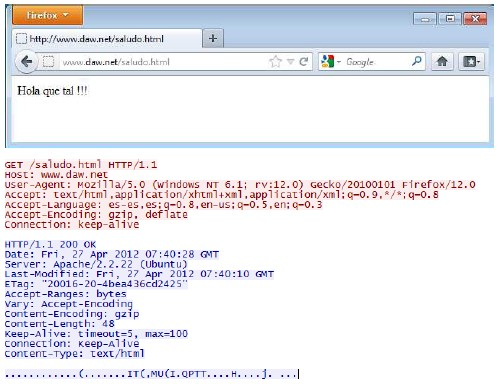 Firefox
http://www.daw.net/saludo.html
www.daw.net/saludo.html
Google
Hola que tal !!!
GET /saludo.html HTTP/1.1
Host: www.daw.net
User-Agent: Mozilla/5.0 (Windows NT 6.1; rv:12.0) Gecko/20100101 Firefox/12.0
Accept: text/html,application/xhtml+xml,application/xml;q=0.9,*/*;q=0.8
Accept-Language: es-es,es;q=0.8,en-us;q=0.5,en;q=0.3
Accept-Encoding: gzip, deflate
Connection: keep-alive
HTTP/1.1 200 OK
Date: Fri, 27 Apr 2012 07:40:28 GMT
Server: Apache/2.2.22 (Ubuntu)
Last-Modified: Fri, 27 Apr 2012 07:40:10 GMT
ETag: "20016-20-4bea436cd2425"
Accept-Ranges: bytes
Vary: Accept-Encoding
Content-Encoding: gzip
Content-Length: 48
Keep-Alive: timeout=5, max=100
Connection: Keep-Alive
Content-Type: text/html
............(.......IT(,MU(I.QPTT....H....j. ...